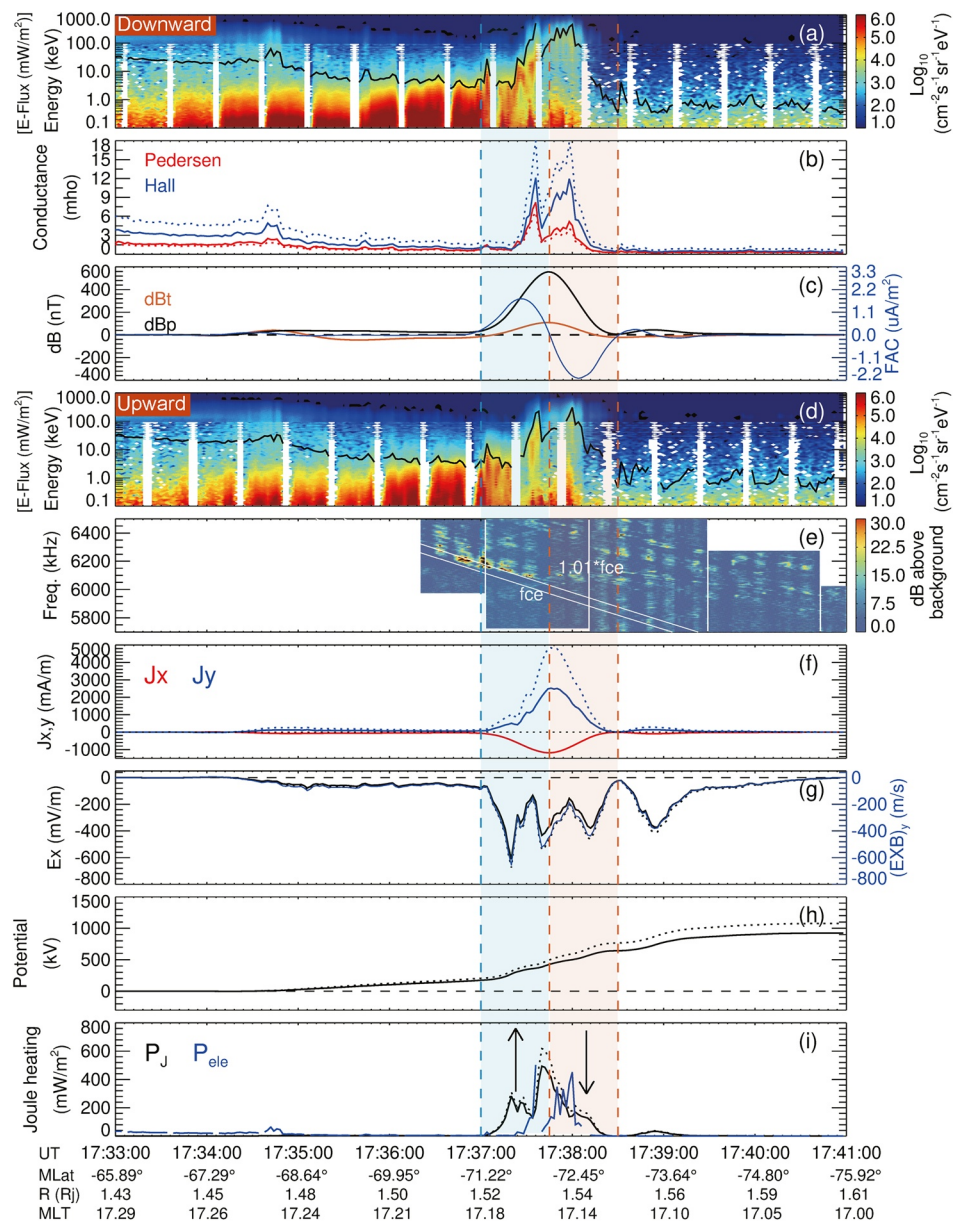 Downward
(a)
[E-Flux (mW/m²)]
Energy (keV)
1000.0
100.0
10.0
1.0
0.1
6.0
5.0
4.0
3.0
2.0
1.0
Log10
(cm⁻²s⁻¹sr⁻¹eV⁻¹)
(b)
Pedersen
Hall
Conductance
(mho)
18
15
12
9
6
3
0
(c)
dBt
dBp
dB (nT)
600
400
200
0
-200
-400
3.3
2.2
1.1
0.0
-1.1
-2.2
FAC (uA/m²)
Upward
(d)
[E-Flux (mW/m²)]
Energy (keV)
1000.0
100.0
10.0
1.0
0.1
6.0
5.0
4.0
3.0
2.0
1.0
Log10
(cm⁻²s⁻¹sr⁻¹eV⁻¹)
(e)
Freq. (kHz)
6400
6200
6000
5800
1.01*fce
fce
30.0
22.5
15.0
7.5
0.0
dB above
background
(f)
Jx Jy
Jx,y (mA/m)
5000
4000
3000
2000
1000
0
-1000
(g)
Ex (mV/m)
0
-200
-400
-600
-800
0
-200
-400
-600
-800
(EXB)y (m/s)
(h)
Potential
(kV)
1500
1000
500
0
(i)
PJ Pele
Joule heating
(mW/m²)
800
600
400
200
0
UT 17:33:00 17:34:00 17:35:00 17:36:00 17:37:00 17:38:00 17:39:00 17:40:00 17:41:00
MLat -65.89° -67.29° -68.64° -69.95° -71.22° -72.45° -73.64° -74.80° -75.92°
R (Rj) 1.43 1.45 1.48 1.50 1.52 1.54 1.56 1.59 1.61
MLT 17.29 17.26 17.24 17.21 17.18 17.14 17.10 17.05 17.00